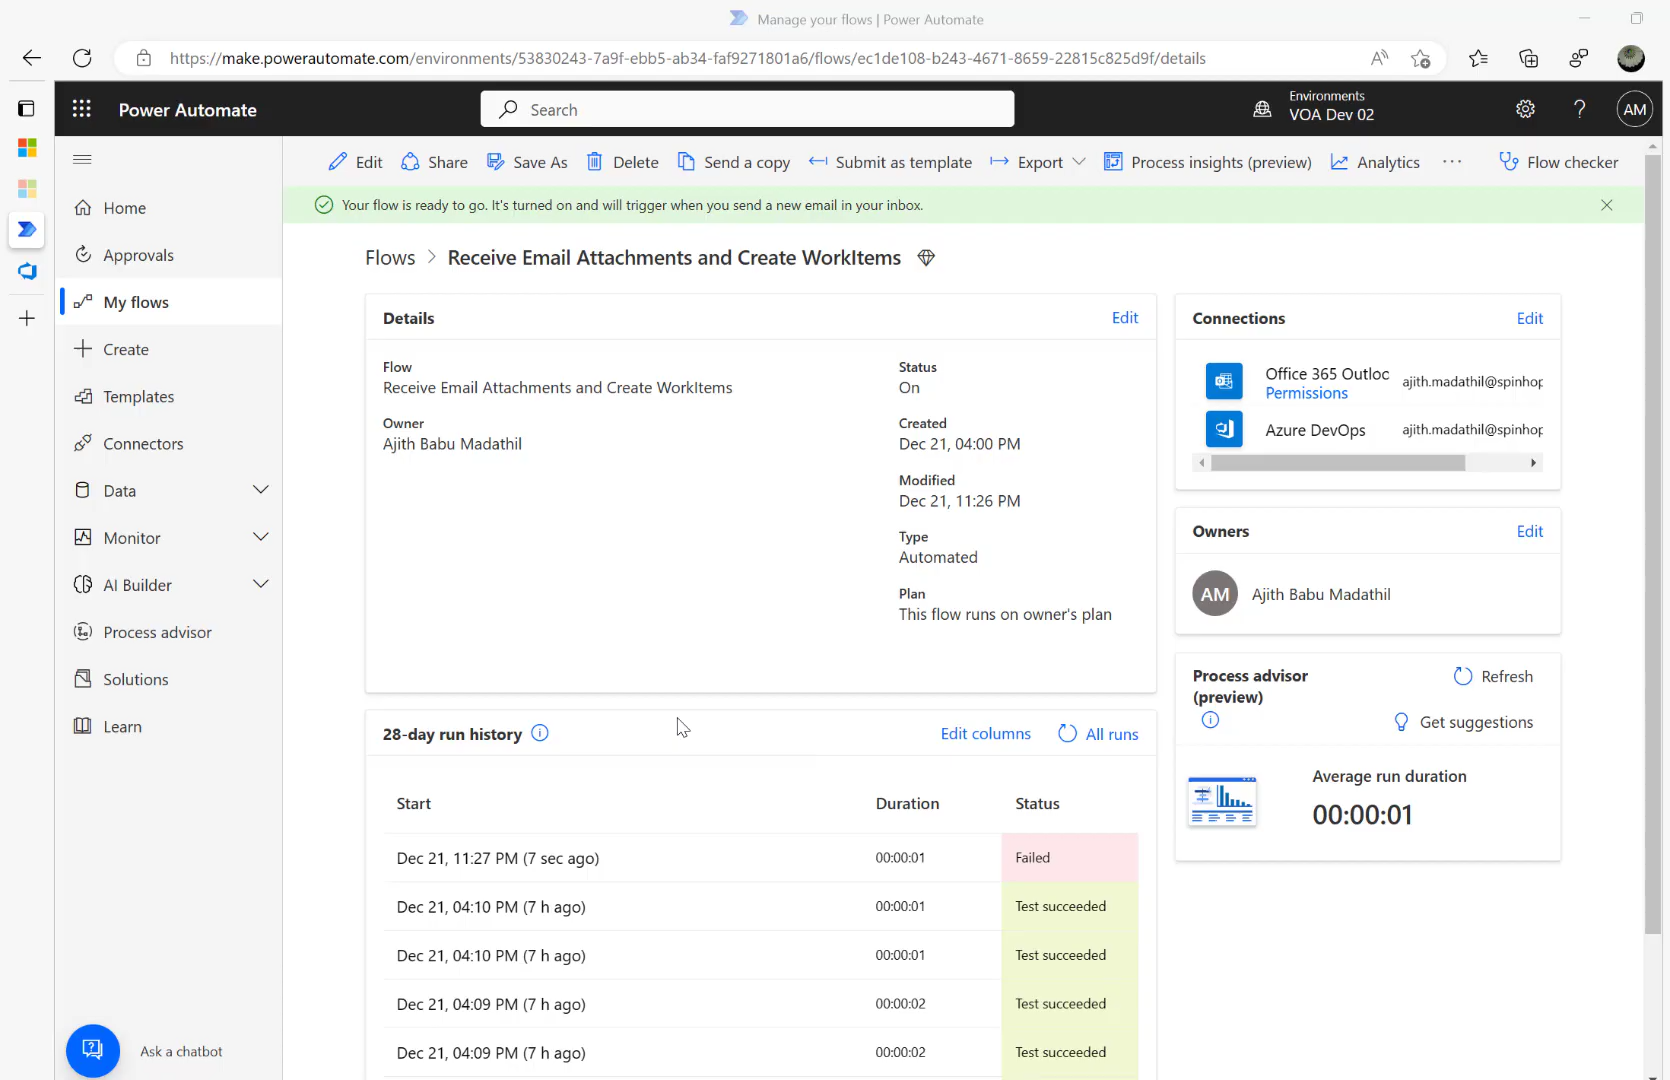 Manage your flows | Power Automate
https://make.powerautomate.com/environments/53830243-7a9f-ebb5-ab34-faf9271801a6/flows/ec1de108-b243-4671-8659-22815c825d9f/details
Power Automate
Search
Environments
VOA Dev 02
AM
Edit
Share
Save As
Delete
Send a copy
Submit as template
Export
Process insights (preview)
Analytics
Flow checker
Your flow is ready to go. It's turned on and will trigger when you send a new email in your inbox.
Home
Approvals
My flows
Create
Templates
Connectors
Data
Monitor
AI Builder
Process advisor
Solutions
Learn
Ask a chatbot
Flows > Receive Email Attachments and Create WorkItems
Details
Edit
Flow
Receive Email Attachments and Create WorkItems
Owner
Ajith Babu Madathil
Status
On
Created
Dec 21, 04:00 PM
Modified
Dec 21, 11:26 PM
Type
Automated
Plan
This flow runs on owner's plan
Connections
Edit
Office 365 Outloc
Permissions
ajith.madathil@spinhop
Azure DevOps
ajith.madathil@spinhop
Owners
Edit
AM
Ajith Babu Madathil
Process advisor
(preview)
Refresh
Get suggestions
Average run duration
00:00:01
28-day run history
Edit columns
All runs
Start Duration Status
Dec 21, 11:27 PM (7 sec ago) 00:00:01 Failed
Dec 21, 04:10 PM (7 h ago) 00:00:01 Test succeeded
Dec 21, 04:10 PM (7 h ago) 00:00:01 Test succeeded
Dec 21, 04:09 PM (7 h ago) 00:00:02 Test succeeded
Dec 21, 04:09 PM (7 h ago) 00:00:02 Test succeeded